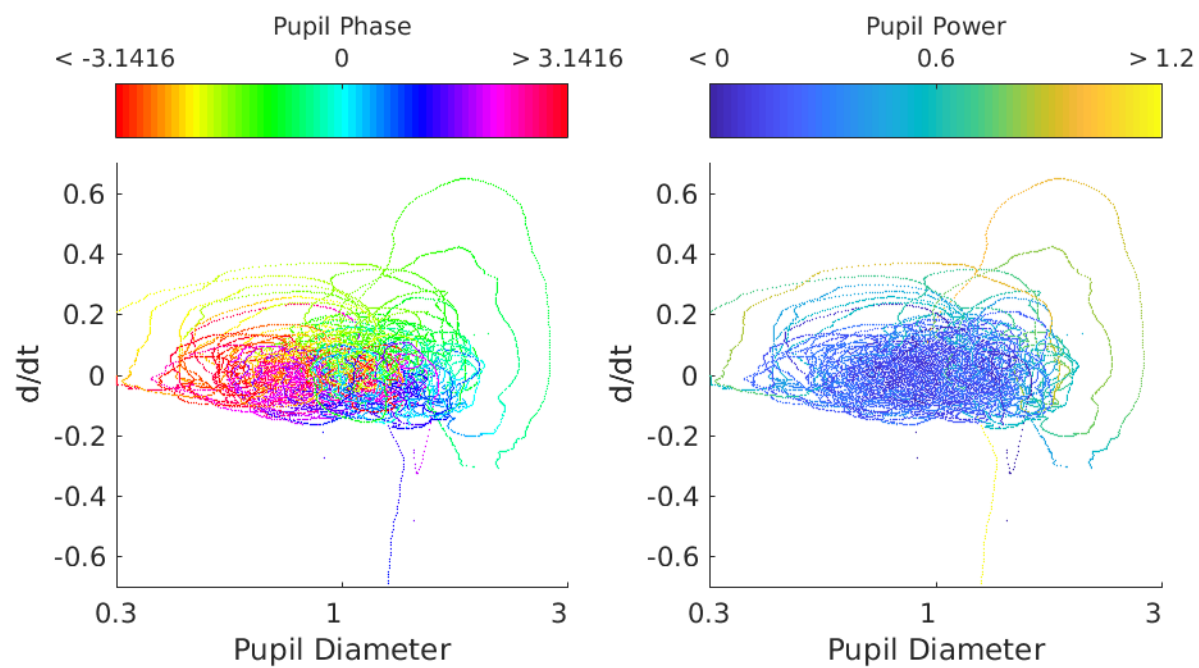 Pupil Phase
< -3.1416 0 > 3.1416
0.6
0.4
0.2
0
-0.2
-0.4
-0.6
d/dt
0.3 1 3
Pupil Diameter
Pupil Power
< 0 0.6 > 1.2
0.6
0.4
0.2
0
-0.2
-0.4
-0.6
d/dt
0.3 1 3
Pupil Diameter